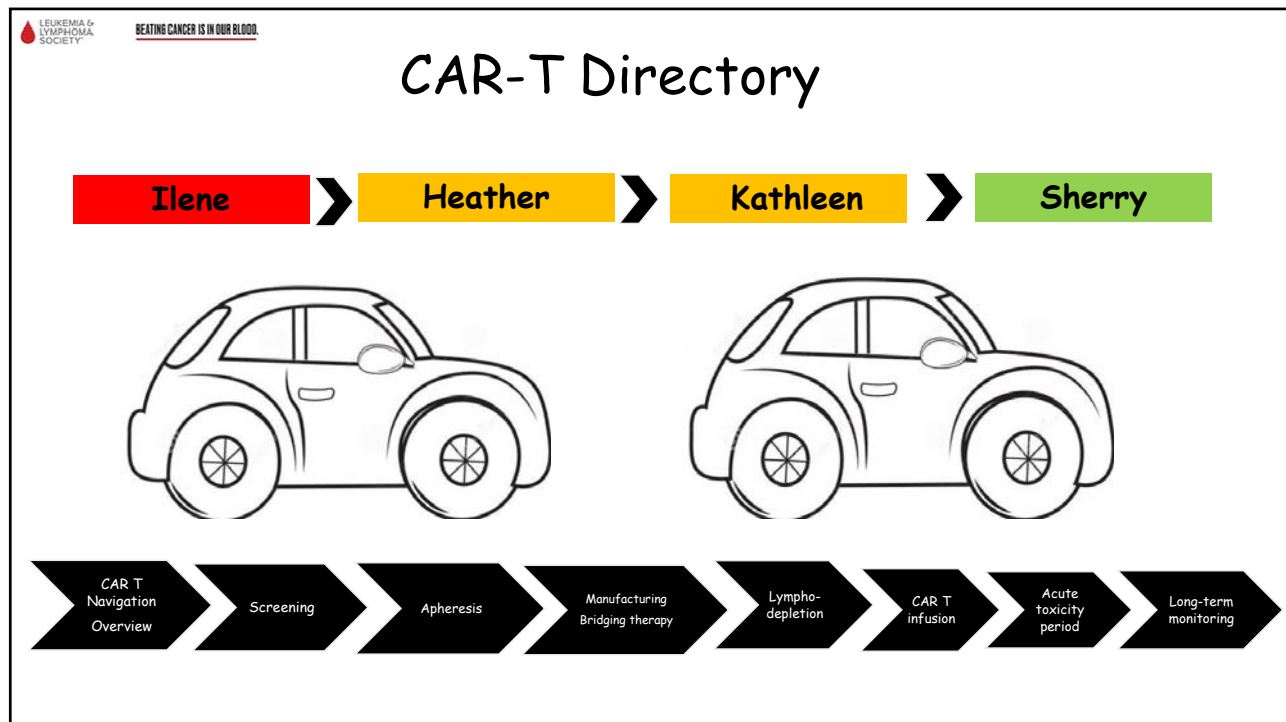 LEUKEMIA &
LYMPHOMA
SOCIETY®
BEATING CANCER IS IN OUR BLOOD.
CAR-T Directory
Ilene
Heather
Kathleen
Sherry
CAR T
Navigation
Overview
Screening
Apheresis
Manufacturing
Bridging therapy
Lympho-
depletion
CAR T
infusion
Acute
toxicity
period
Long-term
monitoring